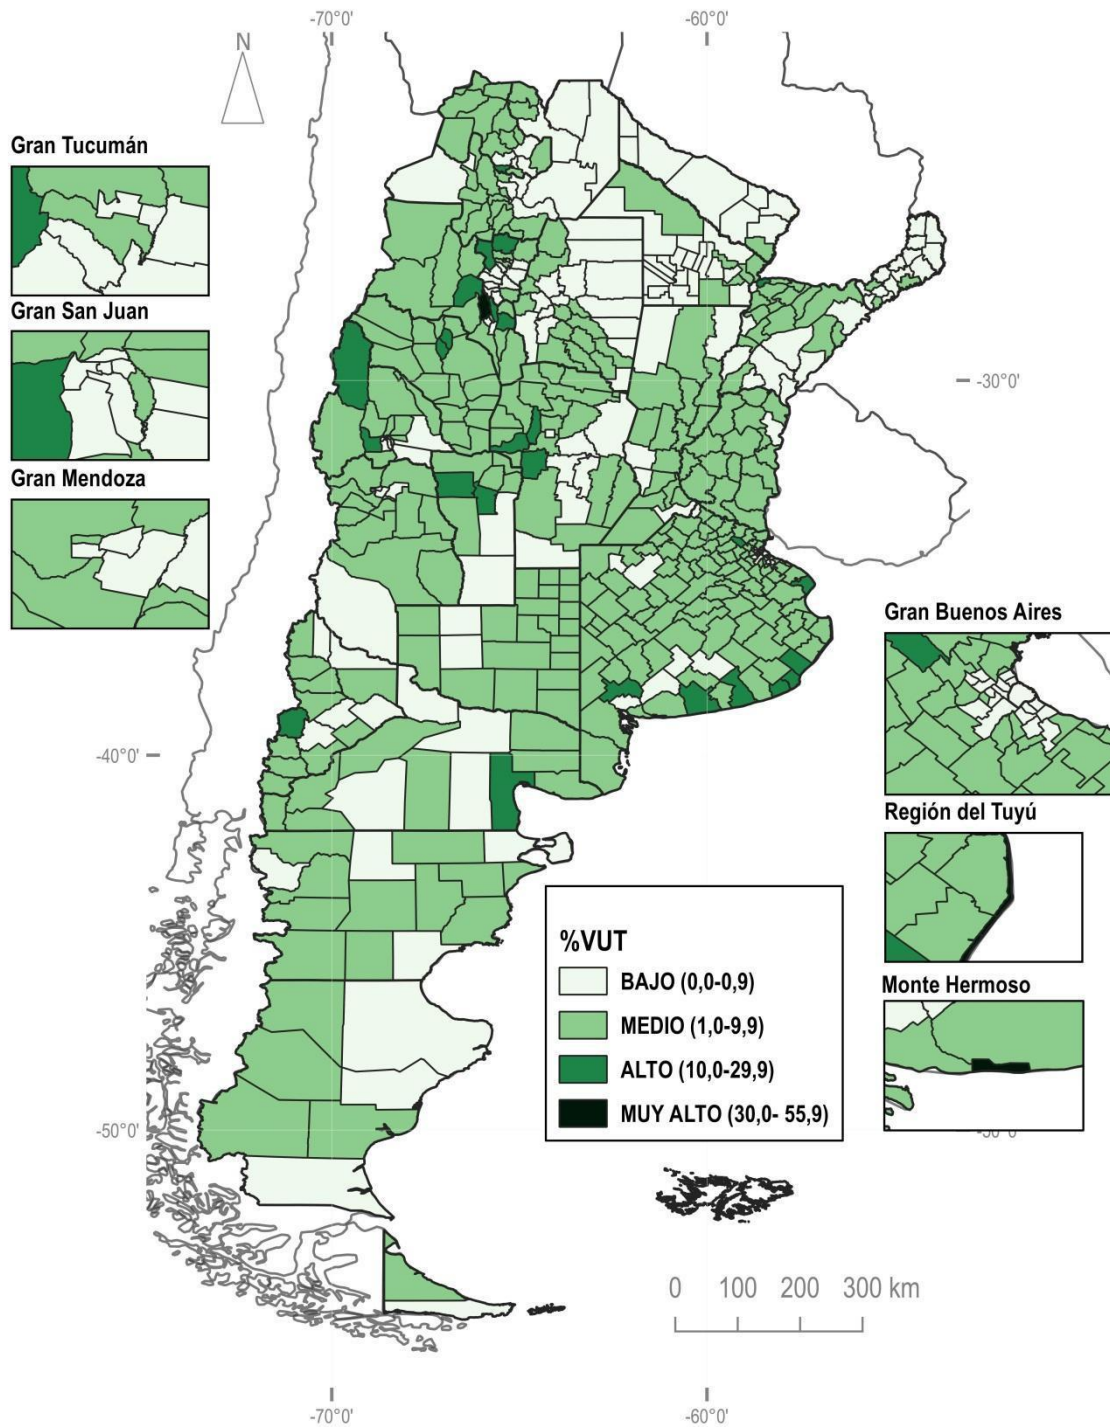 -70°0'
-60°0'
N
Gran Tucumán
Gran San Juan
-30°0'
Gran Mendoza
Gran Buenos Aires
-40°0'
Región del Tuyú
%VUT
BAJO (0,0-0,9)
MEDIO (1,0-9,9)
ALTO (10,0-29,9)
MUY ALTO (30,0- 55,9)
Monte Hermoso
-50°0'
0 100 200 300 km
-70°0'
-60°0'